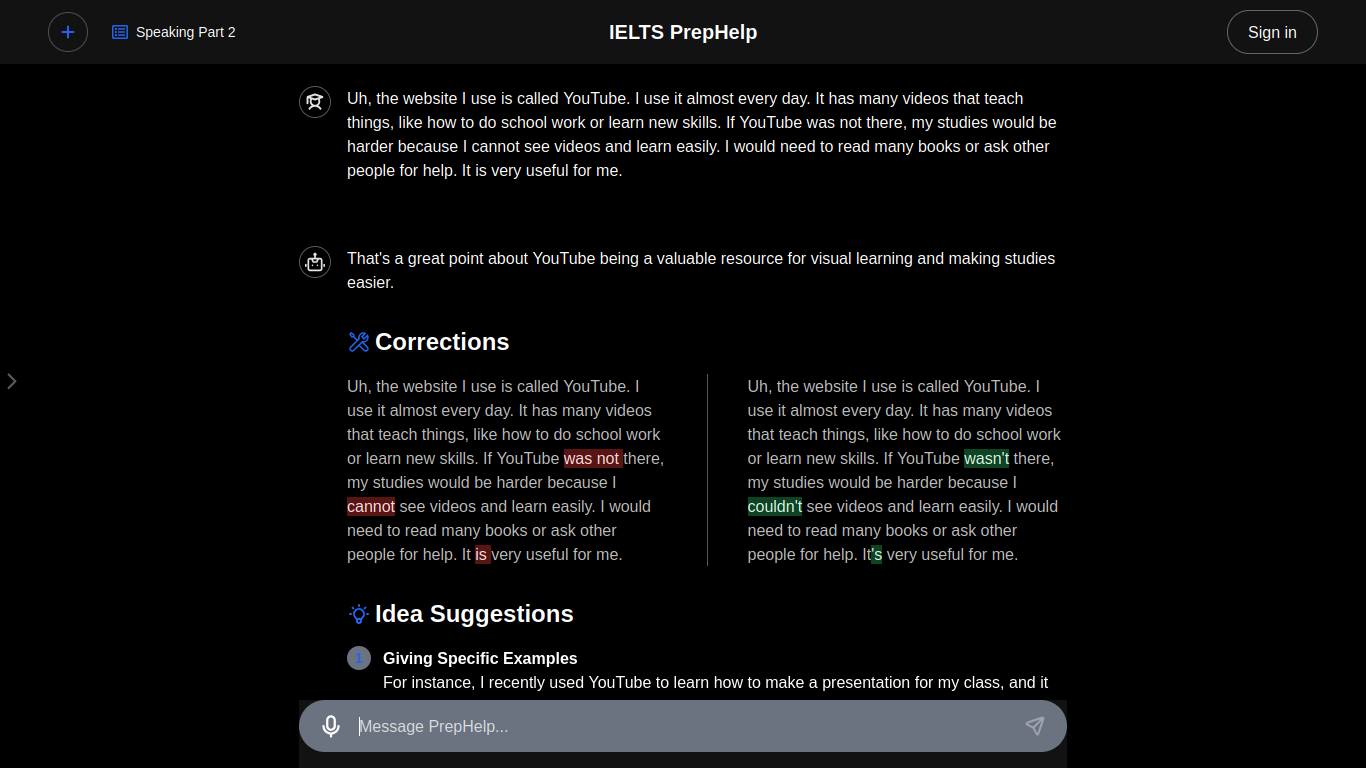 Speaking Part 2
IELTS PrepHelp
Sign in
Uh, the website I use is called YouTube. I use it almost every day. It has many videos that teach
things, like how to do school work or learn new skills. If YouTube was not there, my studies would be
harder because I cannot see videos and learn easily. I would need to read many books or ask other
people for help. It is very useful for me.
That's a great point about YouTube being a valuable resource for visual learning and making studies
easier.
Corrections
Uh, the website I use is called YouTube. I
use it almost every day. It has many videos
that teach things, like how to do school work
or learn new skills. If YouTube was not there,
my studies would be harder because I
cannot see videos and learn easily. I would
need to read many books or ask other
people for help. It is very useful for me.
Uh, the website I use is called YouTube. I
use it almost every day. It has many videos
that teach things, like how to do school work
or learn new skills. If YouTube wasn't there,
my studies would be harder because I
couldn't see videos and learn easily. I would
need to read many books or ask other
people for help. It's very useful for me.
Idea Suggestions
1
Giving Specific Examples
For instance, I recently used YouTube to learn how to make a presentation for my class, and it
Message PrepHelp...